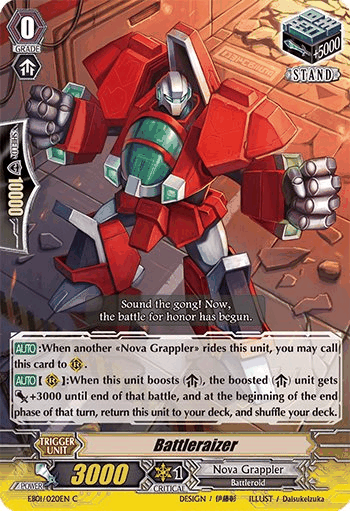 0
GRADE
+5000
STAND
SHIELD
10000
Sound the gong! Now,
the battle for honor has begun.
AUTO:When another «Nova Grappler» rides this unit, you may call
this card to .
AUTO [ ]:When this unit boosts ( ), the boosted ( ) unit gets
+3000 until end of that battle, and at the beginning of the end
phase of that turn, return this unit to your deck, and shuffle your deck.
TRIGGER
UNIT
Battleraizer
POWER
3000
1
CRITICAL
Nova Grappler
Battleroid
EB01/020EN C
DESIGN / 伊藤彰
ILLUST / DaisukeIzuka